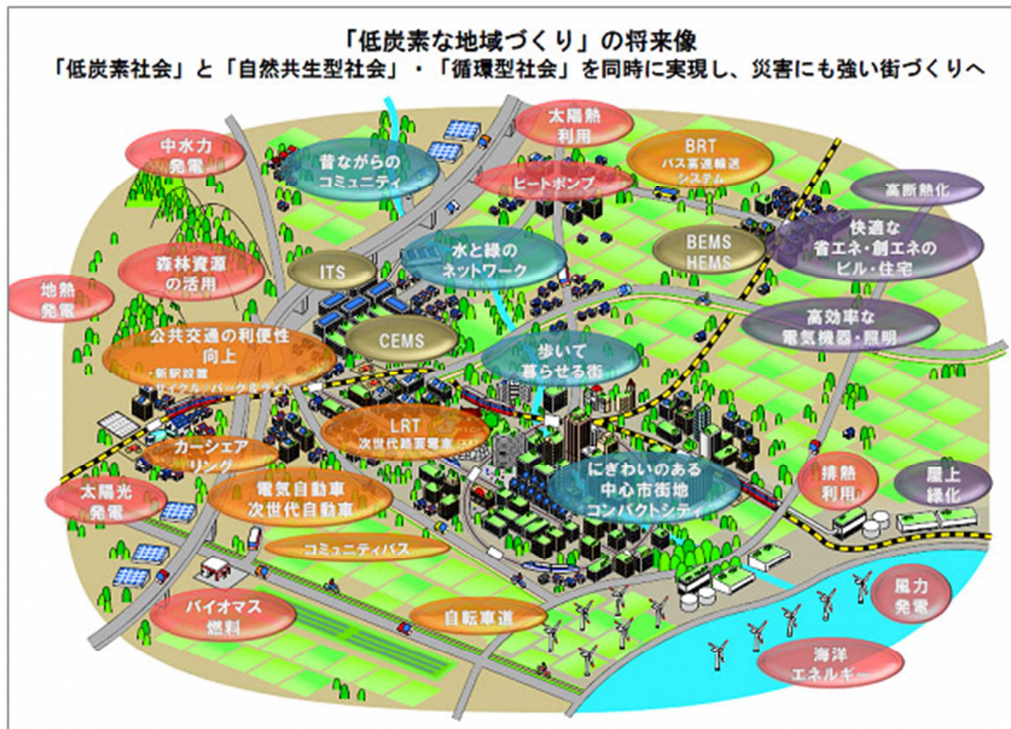 「低炭素な地域づくり」の将来像
「低炭素社会」と「自然共生型社会」・「循環型社会」を同時に実現し、災害にも強い街づくりへ
中水力
発電
昔ながらの
コミュニティ
太陽熱
利用
ヒートポンプ
BRT
バス高速輸送
システム
高断熱化
快適な
省エネ・創エネの
ビル・住宅
BEMS
HEMS
水と緑の
ネットワーク
ITS
森林資源
の活用
地熱
発電
公共交通の利便性
向上
・新駅設置
・サイクル/パーク&ライド
CEMS
歩いて
暮らせる街
高効率な
電気機器・照明
LRT
次世代路面電車
カーシェア
リング
太陽光
発電
電気自動車
次世代自動車
にぎわいのある
中心市街地
コンパクトシティ
排熱
利用
屋上
緑化
コミュニティバス
バイオマス
燃料
自転車道
風力
発電
海洋
エネルギー